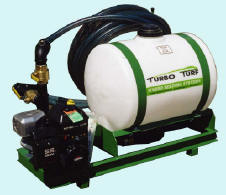 TURBO TURF
HYDRO SEEDING SYSTEMS